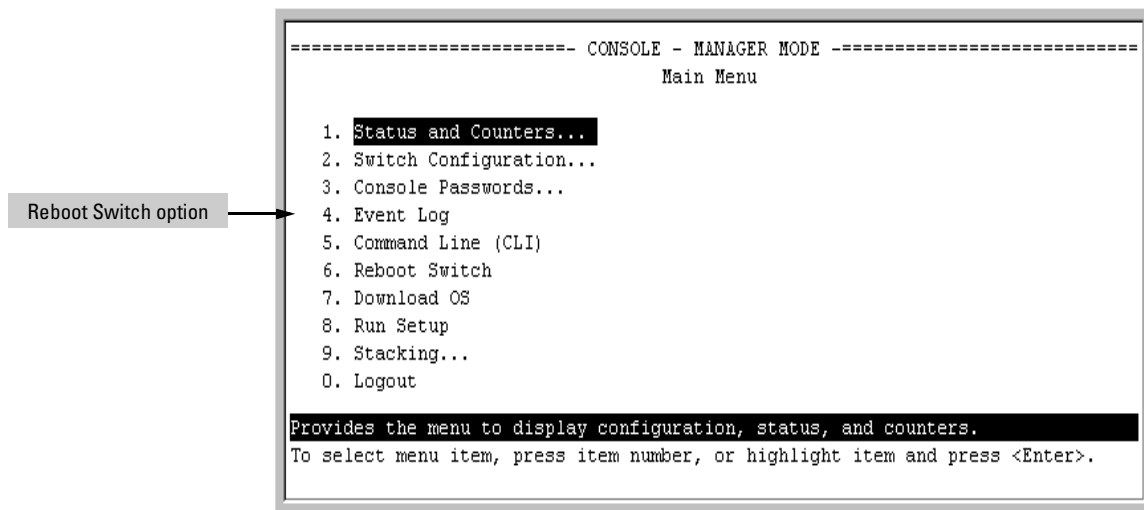 ==========================- CONSOLE - MANAGER MODE -============================
Main Menu
1. Status and Counters...
2. Switch Configuration...
3. Console Passwords...
Reboot Switch option
4. Event Log
5. Command Line (CLI)
6. Reboot Switch
7. Download OS
8. Run Setup
9. Stacking...
0. Logout
Provides the menu to display configuration, status, and counters.
To select menu item, press item number, or highlight item and press <Enter>.